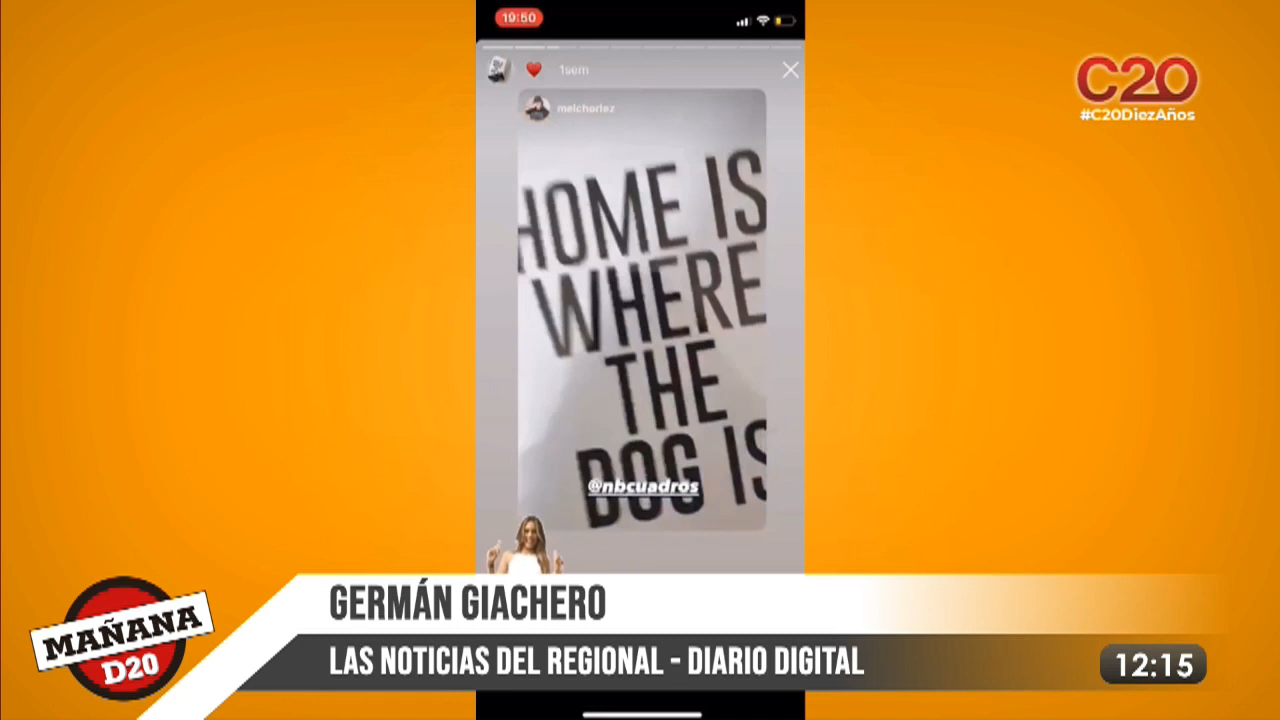 19:50
1sem
melchorlez
C20
#C20DiezAños
HOME IS
WHERE
THE
DOG IS
@nbcuadros
GERMÁN GIACHERO
LAS NOTICIAS DEL REGIONAL - DIARIO DIGITAL
MAÑANA
D20
12:15